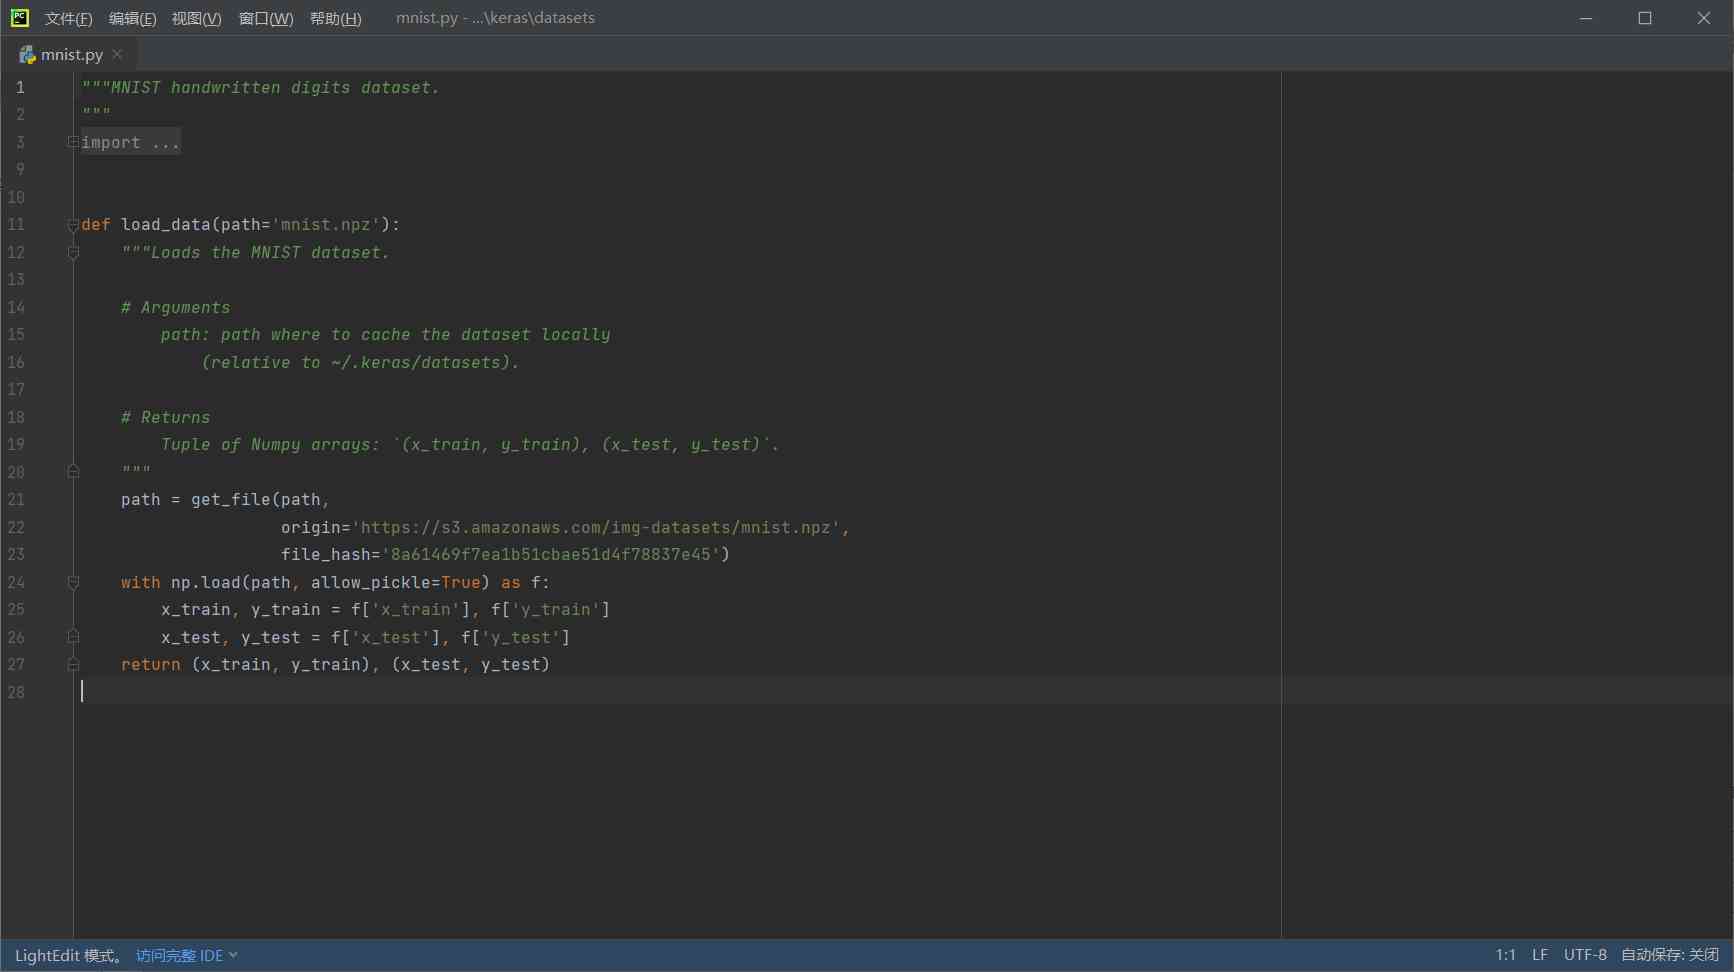 PC 文件(F) 编辑(E) 视图(V) 窗口(W) 帮助(H) mnist.py - ...\keras\datasets
mnist.py
1 """MNIST handwritten digits dataset.
2 """
3 import ...
9
10
11 def load_data(path='mnist.npz'):
12     """Loads the MNIST dataset.
13
14     # Arguments
15         path: path where to cache the dataset locally
16             (relative to ~/.keras/datasets).
17
18     # Returns
19         Tuple of Numpy arrays: `(x_train, y_train), (x_test, y_test)`.
20     """
21     path = get_file(path,
22                     origin='https://s3.amazonaws.com/img-datasets/mnist.npz',
23                     file_hash='8a61469f7ea1b51cbae51d4f78837e45')
24     with np.load(path, allow_pickle=True) as f:
25         x_train, y_train = f['x_train'], f['y_train']
26         x_test, y_test = f['x_test'], f['y_test']
27     return (x_train, y_train), (x_test, y_test)
28
LightEdit 模式。 访问完整 IDE 1:1 LF UTF-8 自动保存: 关闭